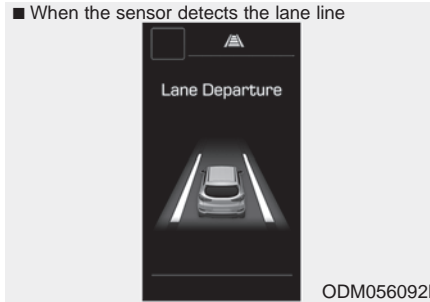 ■ When the sensor detects the lane line
Lane Departure
ODM056092L